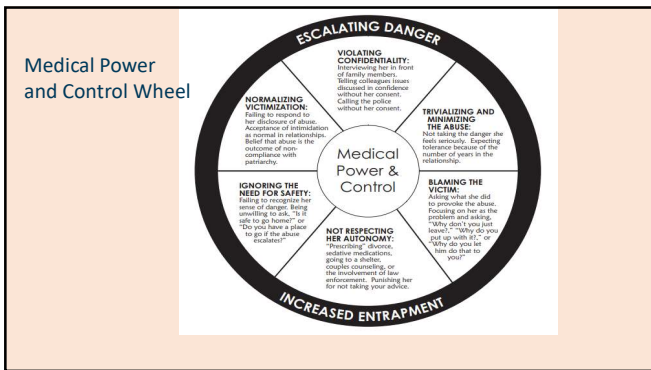 Medical Power
and Control Wheel
ESCALATING DANGER
VIOLATING
CONFIDENTIALITY:
Interviewing her in front
of family members.
Telling colleagues issues
discussed in confidence
without her consent.
Calling the police
without her consent.
TRIVIALIZING AND
MINIMIZING
THE ABUSE:
Not taking the danger she
feels seriously. Expecting
tolerance because of the
number of years in the
relationship.
BLAMING THE
VICTIM:
Asking what she did
to provoke the abuse.
Focusing on her as the
problem and asking,
"Why don't you just
leave?," "Why do you
put up with it?," or
"Why do you let
him do that to
you?"
NOT RESPECTING
HER AUTONOMY:
"Prescribing" divorce,
sedative medications,
going to a shelter,
couples counseling, or
the involvement of law
enforcement. Punishing her
for not taking your advice.
IGNORING THE
NEED FOR SAFETY:
Failing to recognize her
sense of danger. Being
unwilling to ask, "Is it
safe to go home?" or
"Do you have a place
to go if the abuse
escalates?"
NORMALIZING
VICTIMIZATION:
Failing to respond to
her disclosure of abuse.
Acceptance of intimidation
as normal in relationships.
Belief that abuse is the
outcome of non-
compliance with
patriarchy.
Medical
Power &
Control
INCREASED ENTRAPMENT